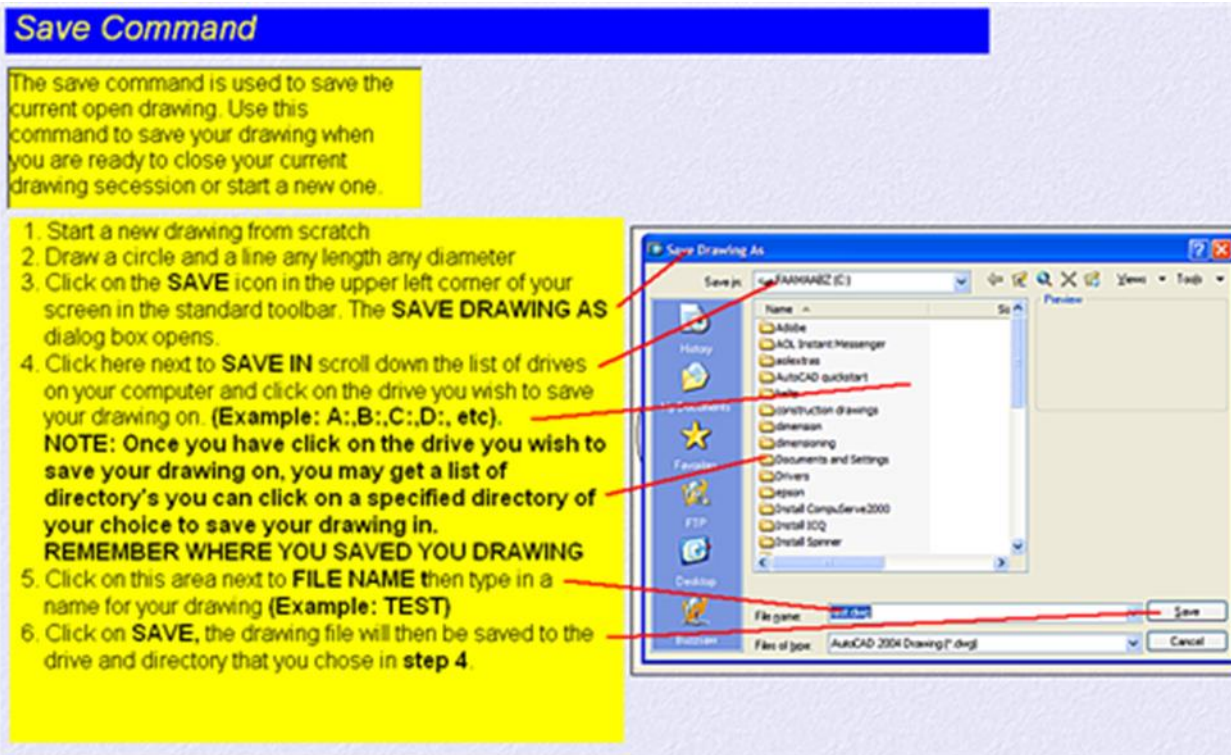 Save Command
The save command is used to save the
current open drawing. Use this
command to save your drawing when
you are ready to close your current
drawing secession or start a new one.
1. Start a new drawing from scratch
2. Draw a circle and a line any length any diameter
3. Click on the SAVE icon in the upper left corner of your
screen in the standard toolbar. The SAVE DRAWING AS
dialog box opens.
4. Click here next to SAVE IN scroll down the list of drives
on your computer and click on the drive you wish to save
your drawing on. (Example: A:,B:,C:,D:, etc).
NOTE: Once you have click on the drive you wish to
save your drawing on, you may get a list of
directory's you can click on a specified directory of
your choice to save your drawing in.
REMEMBER WHERE YOU SAVED YOU DRAWING
5. Click on this area next to FILE NAME then type in a
name for your drawing (Example: TEST)
6. Click on SAVE, the drawing file will then be saved to the
drive and directory that you chose in step 4.
Save Drawing As
Save in:
(C:)
Views Tools
Name
Preview
Adobe
AOL Instant Messenger
aolextras
AutoCAD quickstart
construction drawings
dimension
dimensioning
Documents and Settings
Drivers
epson
Install CompuServe2000
Install ICQ
Install Spinner
History
My Documents
Favorites
FTP
Desktop
Buzzsaw
File name:
Save
Files of type: AutoCAD 2004 Drawing (*.dwg)
Cancel